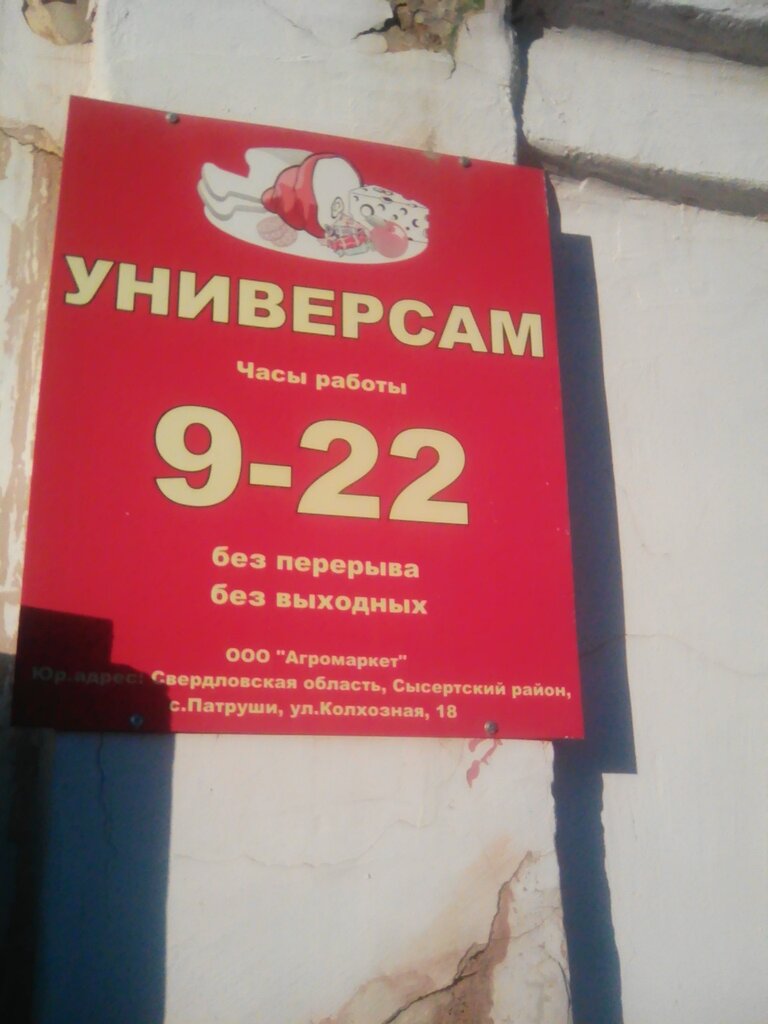 УНИВЕРСАМ
Часы работы
9-22
без перерыва
без выходных
ООО "Агромаркет"
Юр.адрес: Свердловская область, Сысертский район,
с.Патруши, ул.Колхозная, 18